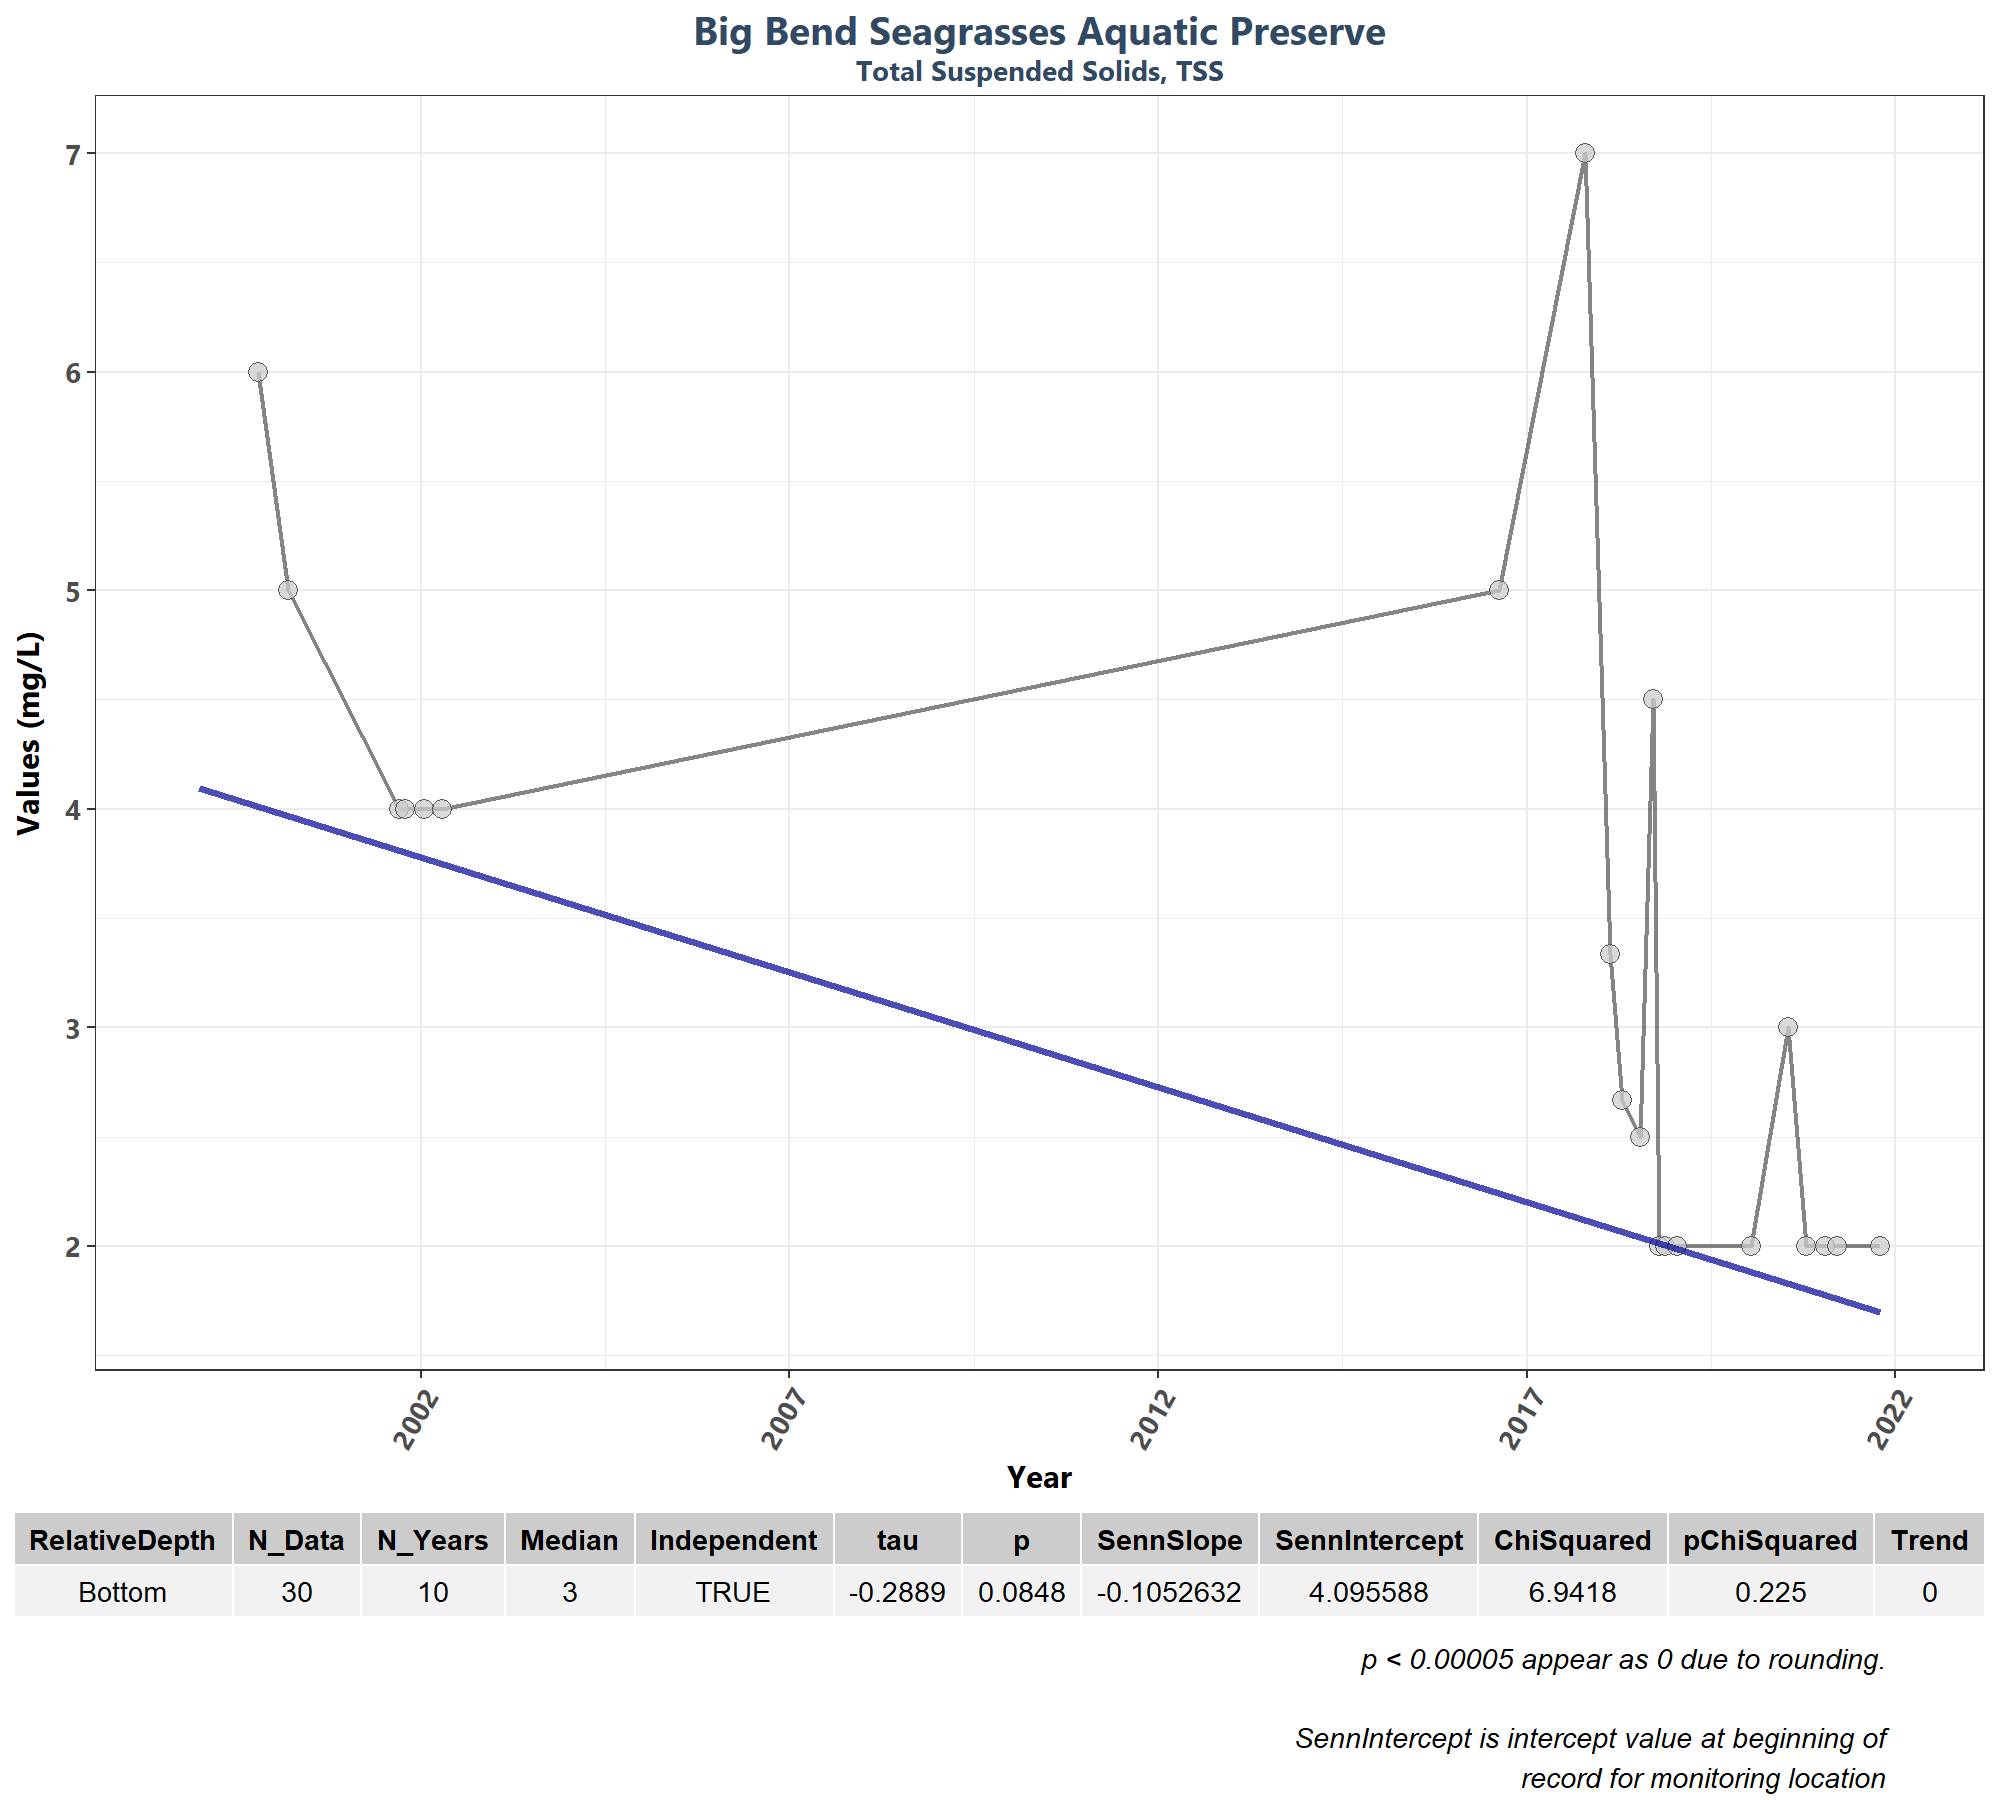 Big Bend Seagrasses Aquatic Preserve
Total Suspended Solids, TSS
Values (mg/L)
7
6
5
4
3
2
2002
2007
2012
2017
2022
Year
RelativeDepth N_Data N_Years Median Independent tau p SennSlope SennIntercept ChiSquared pChiSquared Trend
Bottom 30 10 3 TRUE -0.2889 0.0848 -0.1052632 4.095588 6.9418 0.225 0
p < 0.00005 appear as 0 due to rounding.
SennIntercept is intercept value at beginning of
record for monitoring location